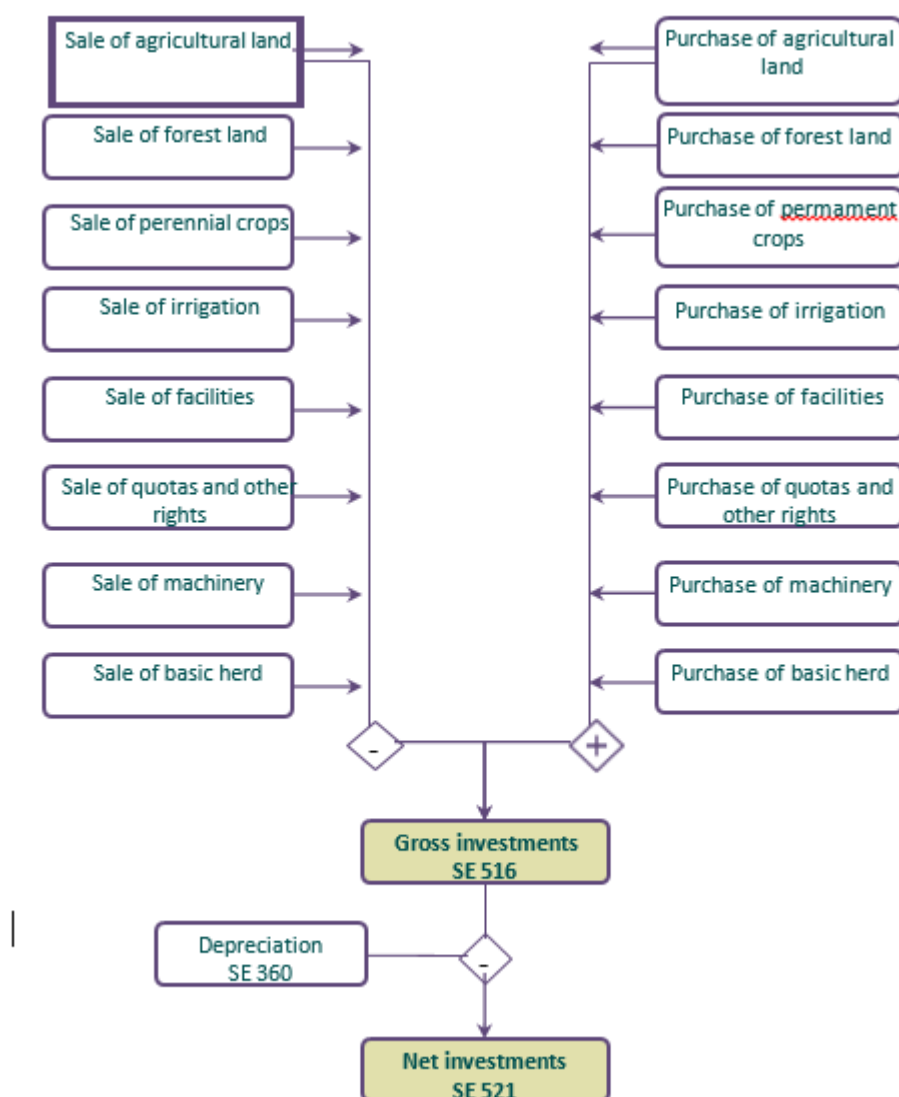 Sale of agricultural land
Purchase of agricultural
land
Sale of forest land
Purchase of forest land
Sale of perennial crops
Purchase of permament
crops
Sale of irrigation
Purchase of irrigation
Sale of facilities
Purchase of facilities
Sale of quotas and other
rights
Purchase of quotas and
other rights
Sale of machinery
Purchase of machinery
Sale of basic herd
Purchase of basic herd
-
+
Gross investments
SE 516
Depreciation
SE 360
-
Net investments
SE 521